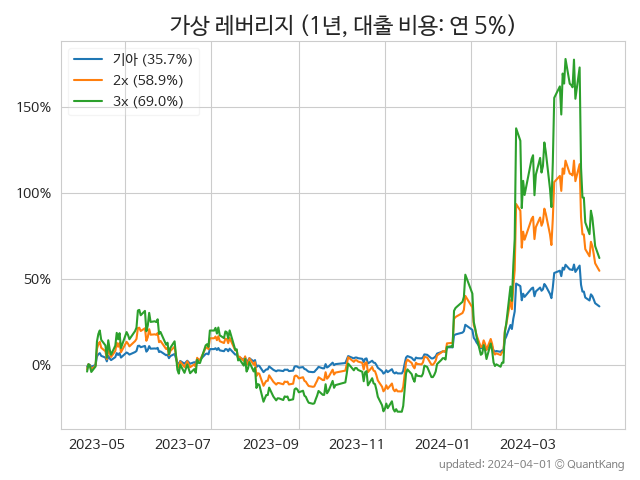 가상 레버리지 (1년, 대출 비용: 연 5%)
기아 (35.7%)
2x (58.9%)
3x (69.0%)
150%
100%
50%
0%
2023-05 2023-07 2023-09 2023-11 2024-01 2024-03
updated: 2024-04-01 © QuantKang